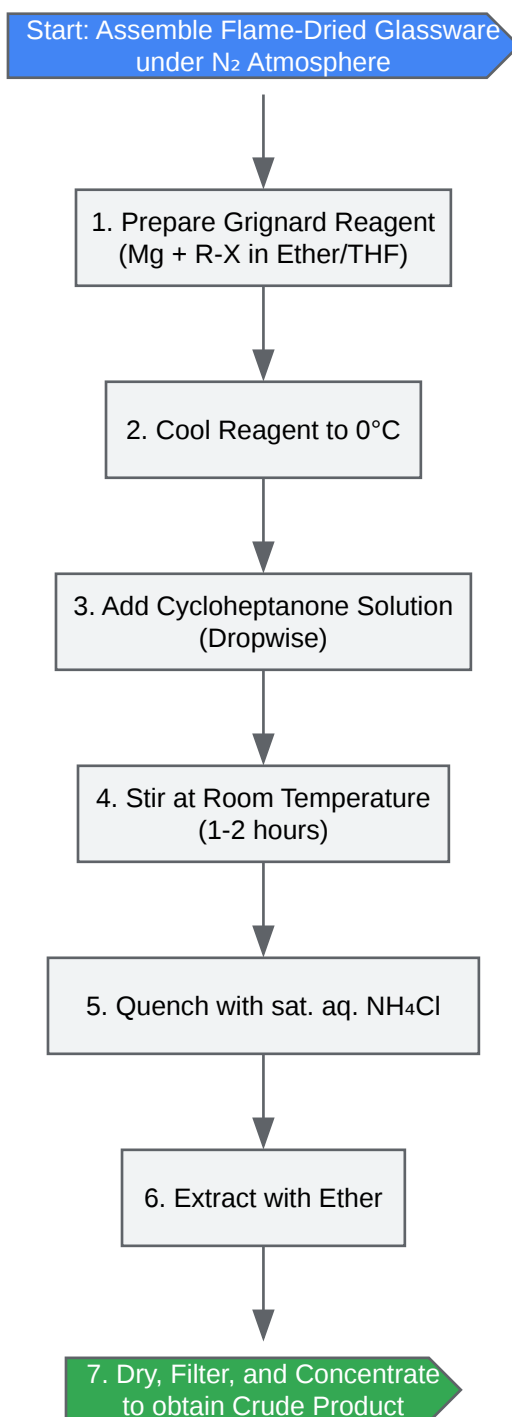 Start: Assemble Flame-Dried Glassware
under N₂ Atmosphere
1. Prepare Grignard Reagent
(Mg + R-X in Ether/THF)
2. Cool Reagent to 0°C
3. Add Cycloheptanone Solution
(Dropwise)
4. Stir at Room Temperature
(1-2 hours)
5. Quench with sat. aq. NH₄Cl
6. Extract with Ether
7. Dry, Filter, and Concentrate
to obtain Crude Product